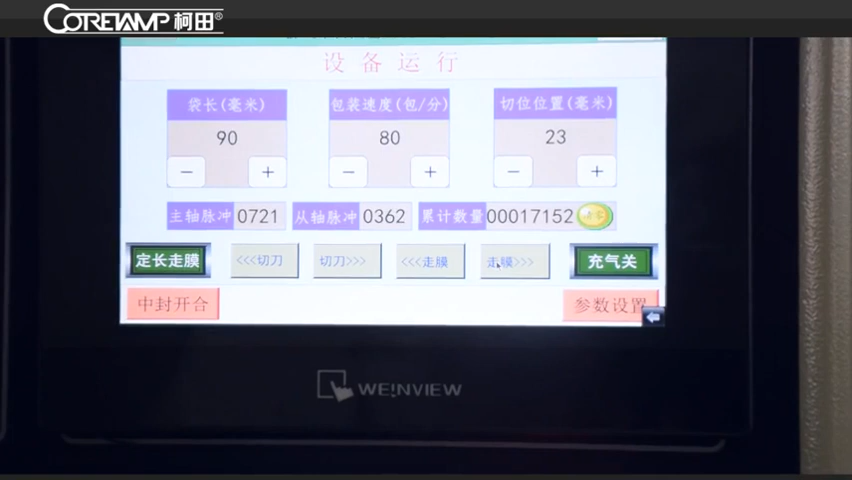 CORETAMP 柯田®
设备运行
袋长(毫米) 包装速度(包/分) 切位位置(毫米)
90 80 23
− + − + − +
主轴脉冲 0721 从轴脉冲 0362 累计数量 00017152 清零
定长走膜 <<<切刀 切刀>>> <<<走膜 走膜>>> 充气关
中封开合 参数设置
WEINVIEW